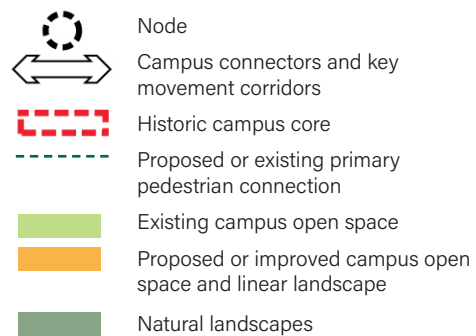 Node
Campus connectors and key
movement corridors
Historic campus core
Proposed or existing primary
pedestrian connection
Existing campus open space
Proposed or improved campus open
space and linear landscape
Natural landscapes